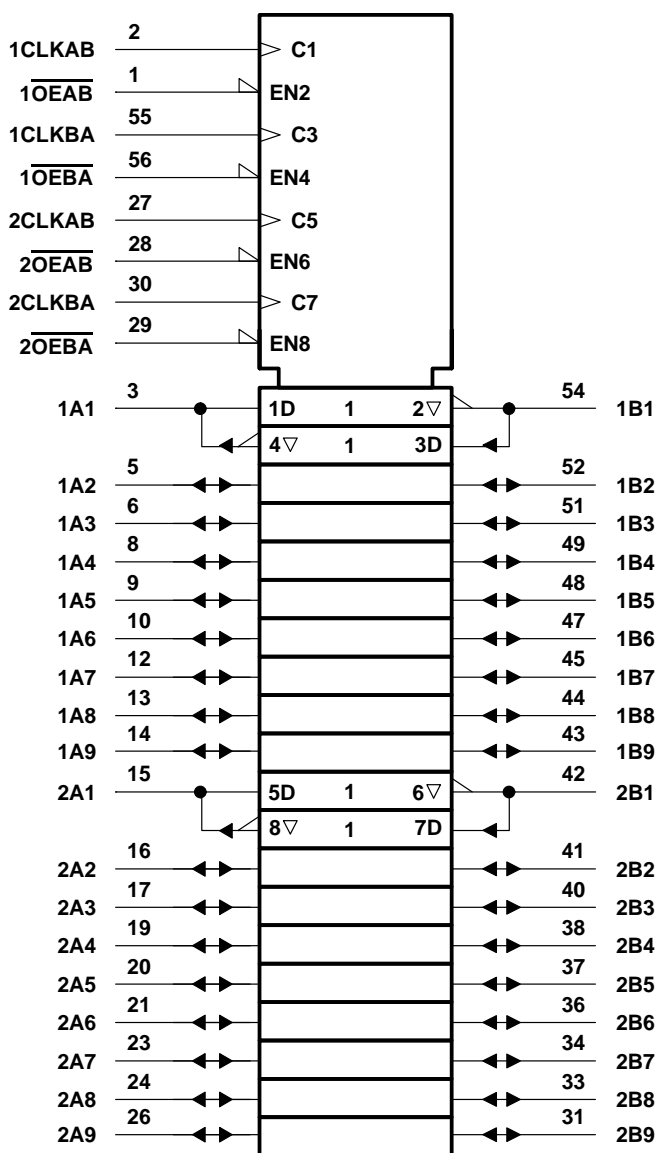 1CLKAB 2 C1
1OEAB 1 EN2
1CLKBA 55 C3
1OEBA 56 EN4
2CLKAB 27 C5
2OEAB 28 EN6
2CLKBA 30 C7
2OEBA 29 EN8
1A1 3 1D 1 2▽ 54 1B1
4▽ 1 3D
1A2 5 52 1B2
1A3 6 51 1B3
1A4 8 49 1B4
1A5 9 48 1B5
1A6 10 47 1B6
1A7 12 45 1B7
1A8 13 44 1B8
1A9 14 43 1B9
2A1 15 5D 1 6▽ 42 2B1
8▽ 1 7D
2A2 16 41 2B2
2A3 17 40 2B3
2A4 19 38 2B4
2A5 20 37 2B5
2A6 21 36 2B6
2A7 23 34 2B7
2A8 24 33 2B8
2A9 26 31 2B9